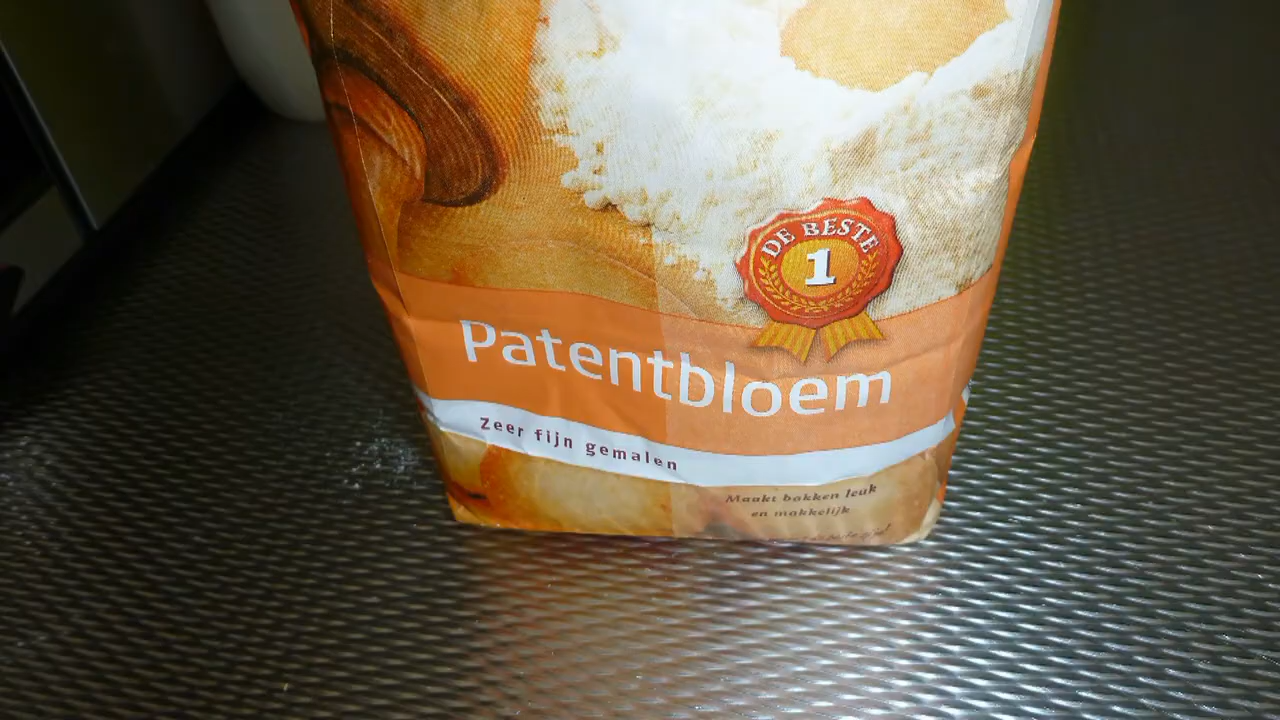 DE BESTE
1
Patentbloem
Zeer fijn gemalen
Maakt bakken leuk
en makkelijk